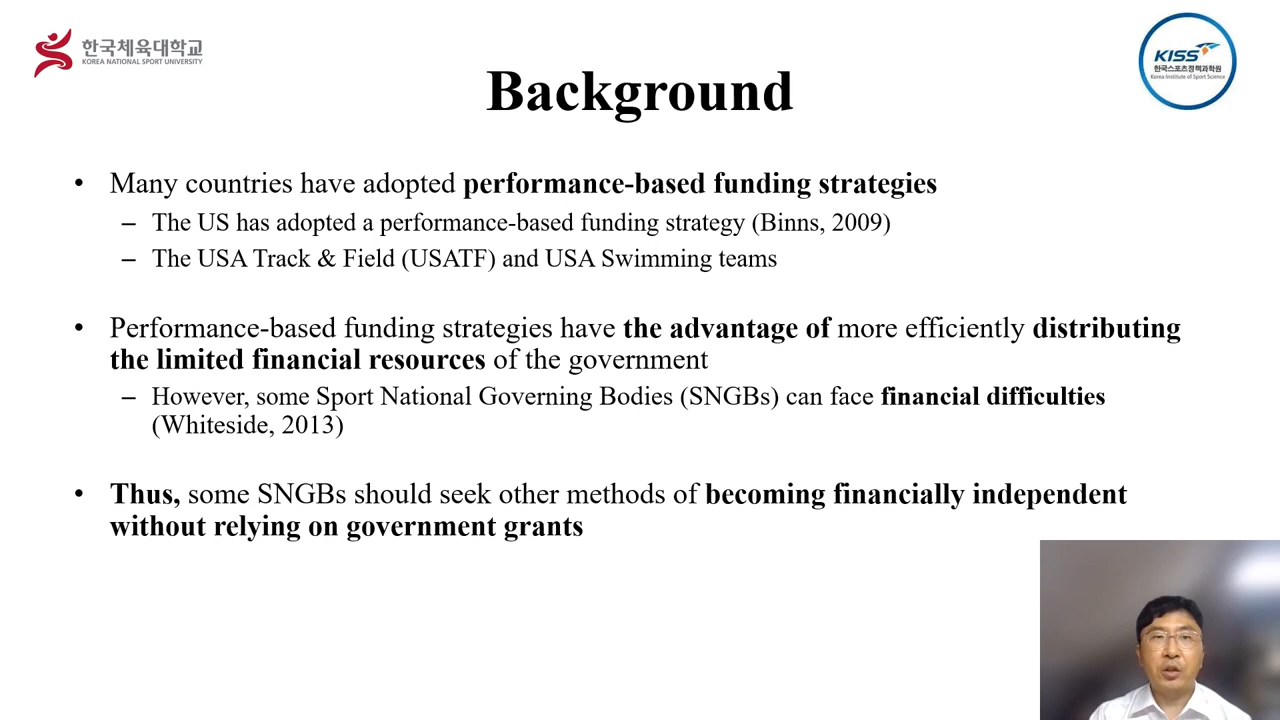 한국체육대학교
KOREA NATIONAL SPORT UNIVERSITY
KISS
한국스포츠정책과학원
Korea Institute of Sport Science
Background
• Many countries have adopted performance-based funding strategies
– The US has adopted a performance-based funding strategy (Binns, 2009)
– The USA Track & Field (USATF) and USA Swimming teams
• Performance-based funding strategies have the advantage of more efficiently distributing
the limited financial resources of the government
– However, some Sport National Governing Bodies (SNGBs) can face financial difficulties
(Whiteside, 2013)
• Thus, some SNGBs should seek other methods of becoming financially independent
without relying on government grants